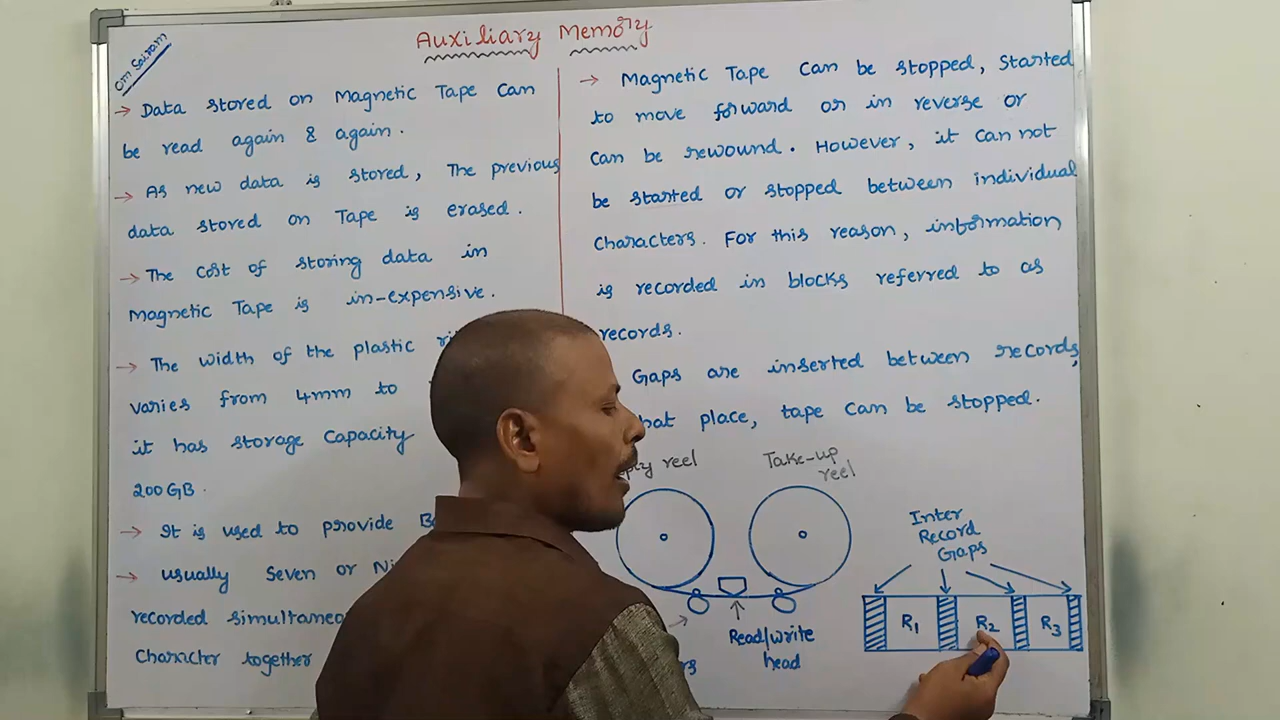 Om Sairam
Auxiliary Memory
→ Data stored on Magnetic Tape can
be read again & again.
→ As new data is stored, The previous
data stored on Tape is erased.
→ The cost of storing data in
Magnetic Tape is in-expensive.
→ The width of the plastic
varies from 4mm to
it has storage capacity
200 GB.
→ It is used to provide
→ usually Seven or
recorded
Character together
→ Magnetic Tape can be stopped, started
to move forward or in reverse or
can be rewound. However, it can not
be started or stopped between individual
characters. For this reason, information
is recorded in blocks referred to as
records.
Gaps are inserted between records,
place, tape can be stopped.
reel
Take-up
reel
Read/write
head
Inter
Record
Gaps
R1 R2 R3